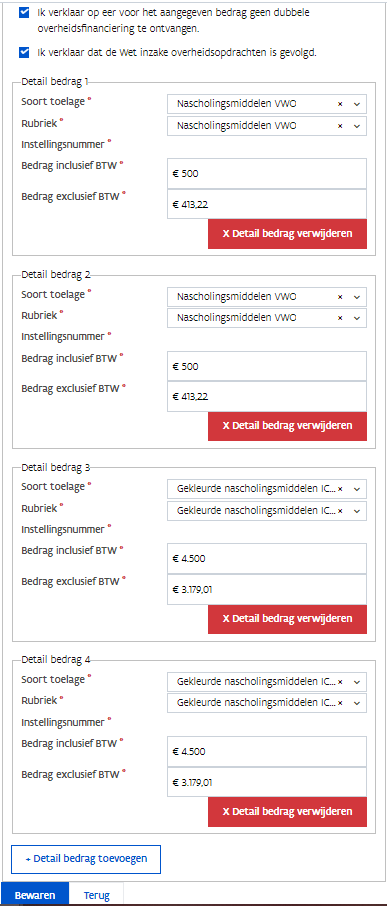 Ik verklaar op eer voor het aangegeven bedrag geen dubbele
overheidsfinanciering te ontvangen.
Ik verklaar dat de Wet inzake overheidsopdrachten is gevolgd.
Detail bedrag 1
Soort toelage * Nascholingsmiddelen VWO ×
Rubriek * Nascholingsmiddelen VWO ×
Instellingsnummer *
Bedrag inclusief BTW * € 500
Bedrag exclusief BTW * € 413,22
X Detail bedrag verwijderen
Detail bedrag 2
Soort toelage * Nascholingsmiddelen VWO ×
Rubriek * Nascholingsmiddelen VWO ×
Instellingsnummer *
Bedrag inclusief BTW * € 500
Bedrag exclusief BTW * € 413,22
X Detail bedrag verwijderen
Detail bedrag 3
Soort toelage * Gekleurde nascholingsmiddelen IC... ×
Rubriek * Gekleurde nascholingsmiddelen IC... ×
Instellingsnummer *
Bedrag inclusief BTW * € 4.500
Bedrag exclusief BTW * € 3.179,01
X Detail bedrag verwijderen
Detail bedrag 4
Soort toelage * Gekleurde nascholingsmiddelen IC... ×
Rubriek * Gekleurde nascholingsmiddelen IC... ×
Instellingsnummer *
Bedrag inclusief BTW * € 4.500
Bedrag exclusief BTW * € 3.179,01
X Detail bedrag verwijderen
+ Detail bedrag toevoegen
Bewaren Terug